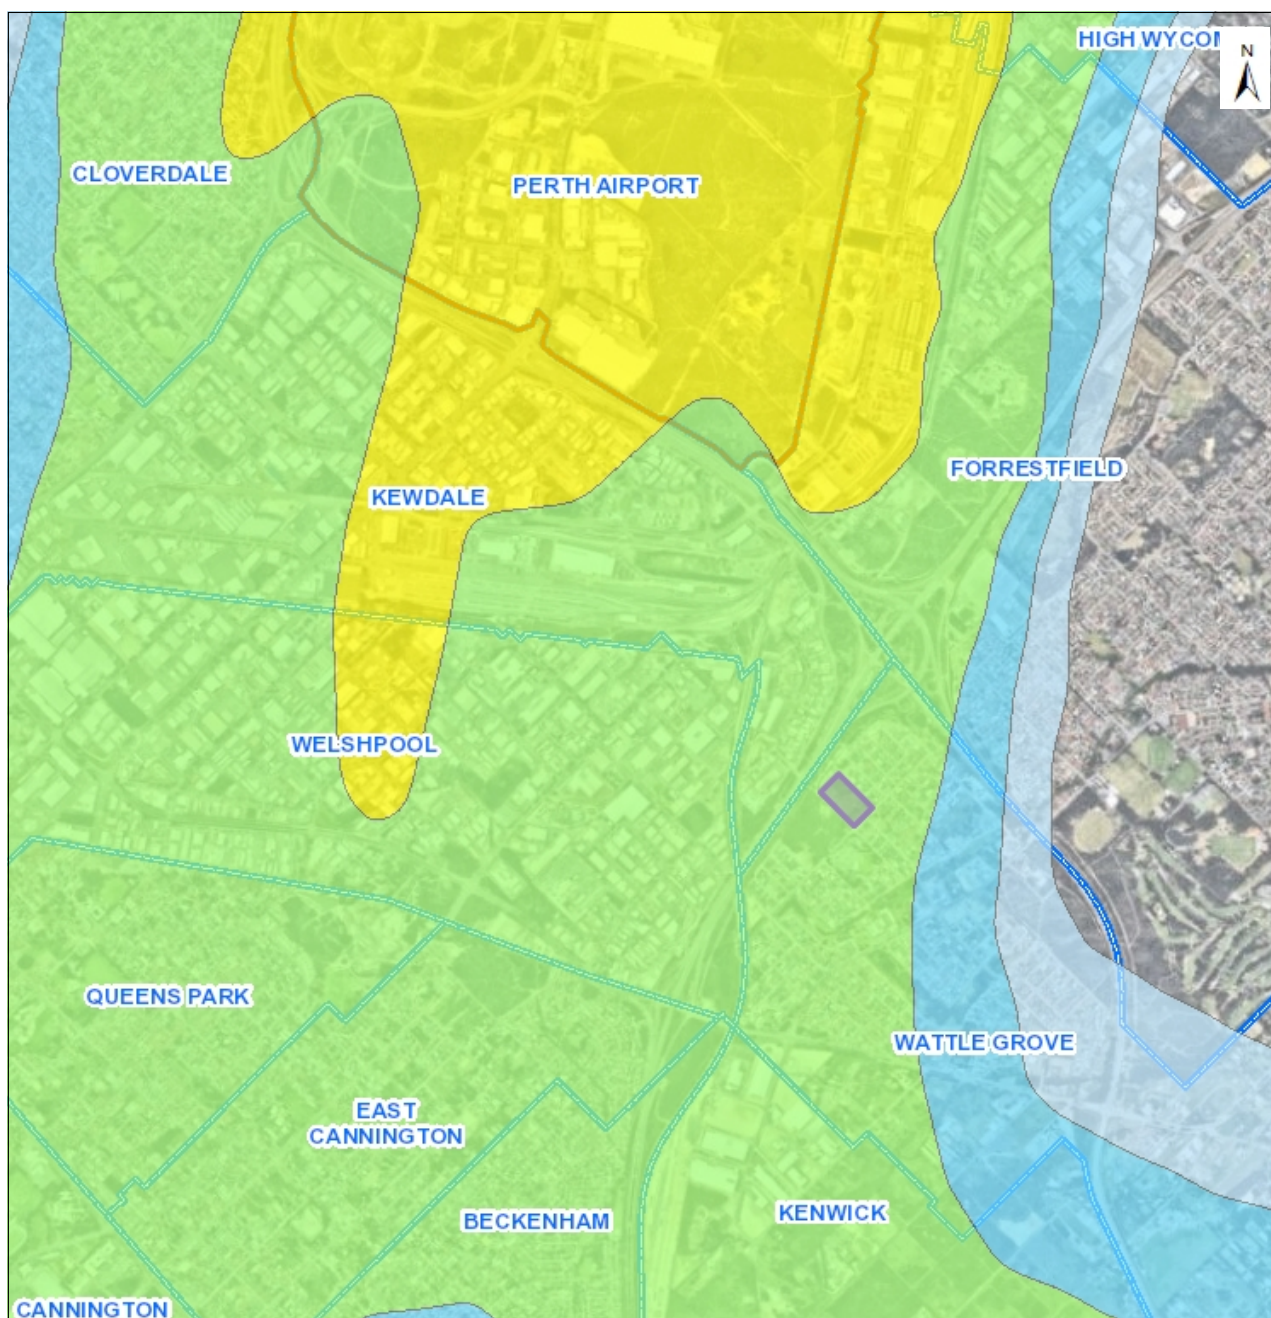 HIGH WYCOM
N
CLOVERDALE
PERTH AIRPORT
FORRESTFIELD
KEWDALE
WELSHPOOL
QUEENS PARK
WATTLE GROVE
EAST
CANNINGTON
BECKENHAM
KENWICK
CANNINGTON